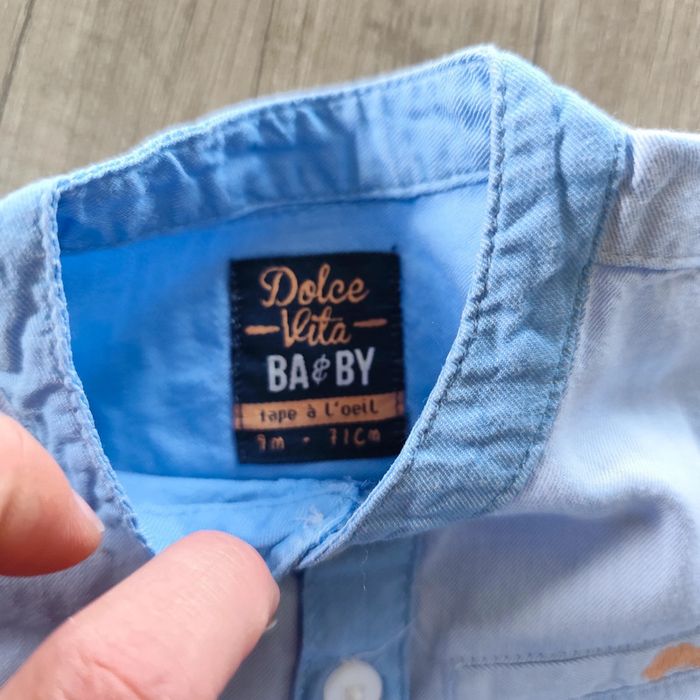 Dolce
Vita
BA¢BY
tape à l'oeil
9m - 71cm